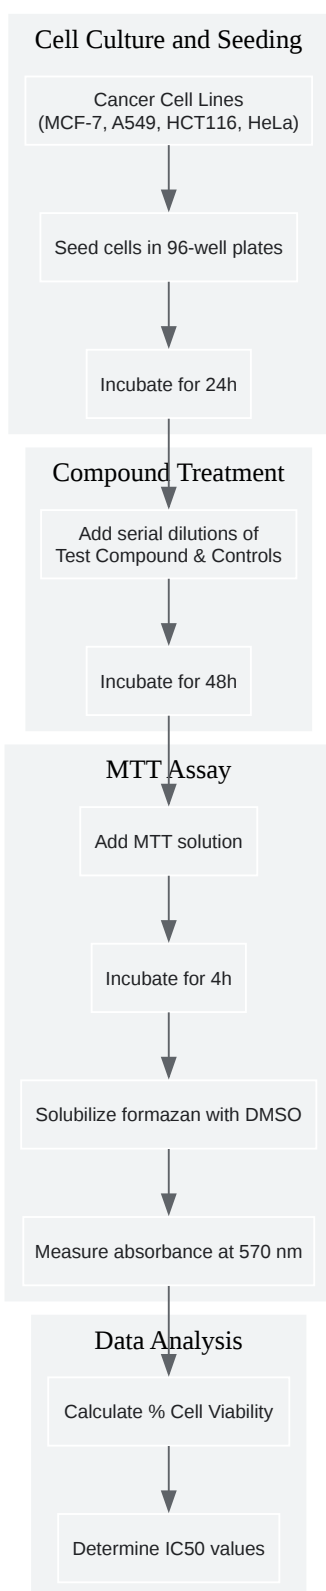 Cell Culture and Seeding
Cancer Cell Lines
(MCF-7, A549, HCT116, HeLa)
Seed cells in 96-well plates
Incubate for 24h
Compound Treatment
Add serial dilutions of
Test Compound & Controls
Incubate for 48h
MTT Assay
Add MTT solution
Incubate for 4h
Solubilize formazan with DMSO
Measure absorbance at 570 nm
Data Analysis
Calculate % Cell Viability
Determine IC50 values